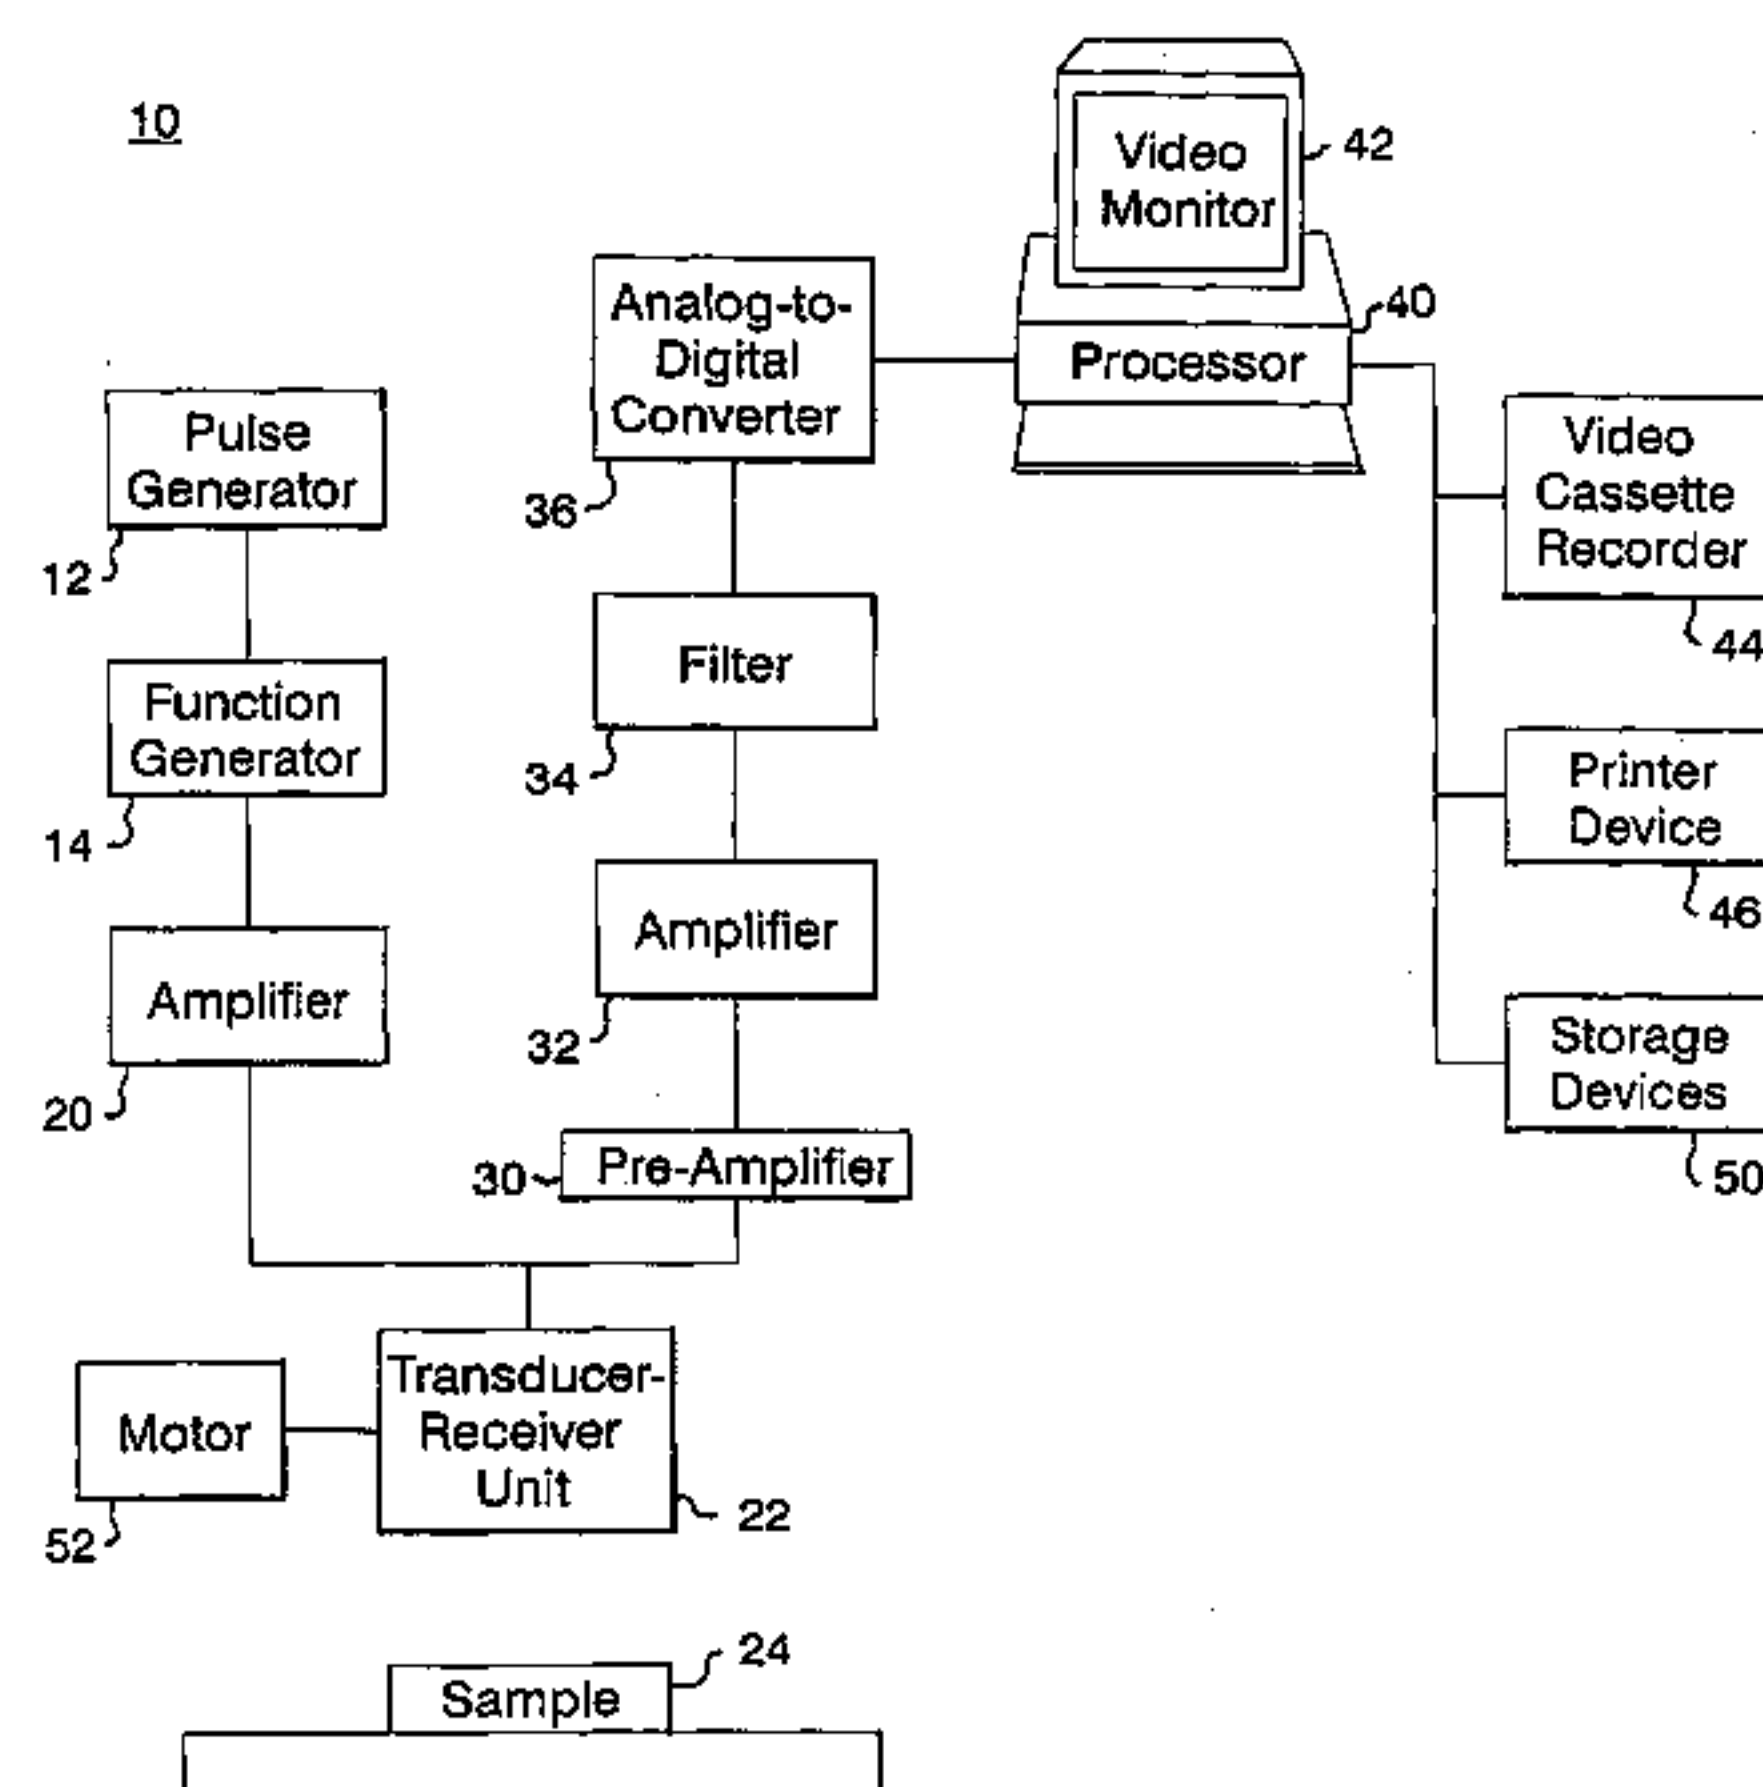 10
Video
Monitor
42
Analog-to-
Digital
Converter
36
40
Processor
Pulse
Generator
12
Video
Cassette
Recorder
44
Filter
34
Function
Generator
14
Printer
Device
46
Amplifier
32
Amplifier
20
Storage
Devices
50
30
Pre-Amplifier
Transducer-
Receiver
Unit
22
Motor
52
24
Sample